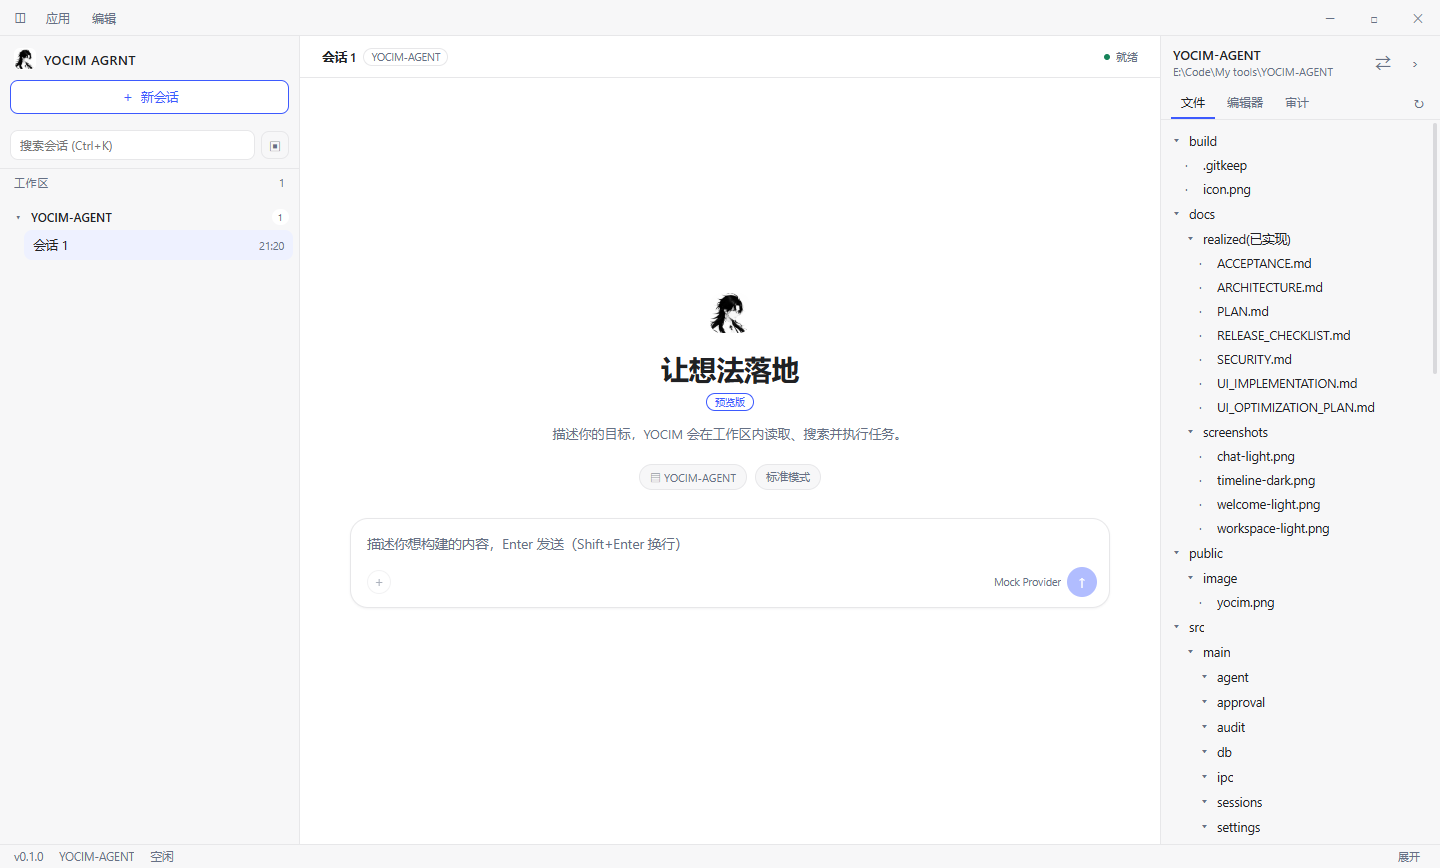 应用 编辑
YOCIM AGRNT
+ 新会话
搜索会话 (Ctrl+K)
工作区 1
YOCIM-AGENT 1
会话 1 21:20
会话 1 YOCIM-AGENT 就绪
让想法落地
预览版
描述你的目标，YOCIM 会在工作区内读取、搜索并执行任务。
YOCIM-AGENT 标准模式
描述你想构建的内容，Enter 发送（Shift+Enter 换行）
+ Mock Provider ↑
YOCIM-AGENT
E:\Code\My tools\YOCIM-AGENT
文件 编辑器 审计
build
.gitkeep
icon.png
docs
realized(已实现)
ACCEPTANCE.md
ARCHITECTURE.md
PLAN.md
RELEASE_CHECKLIST.md
SECURITY.md
UI_IMPLEMENTATION.md
UI_OPTIMIZATION_PLAN.md
screenshots
chat-light.png
timeline-dark.png
welcome-light.png
workspace-light.png
public
image
yocim.png
src
main
agent
approval
audit
db
ipc
sessions
settings
v0.1.0 YOCIM-AGENT 空闲 展开